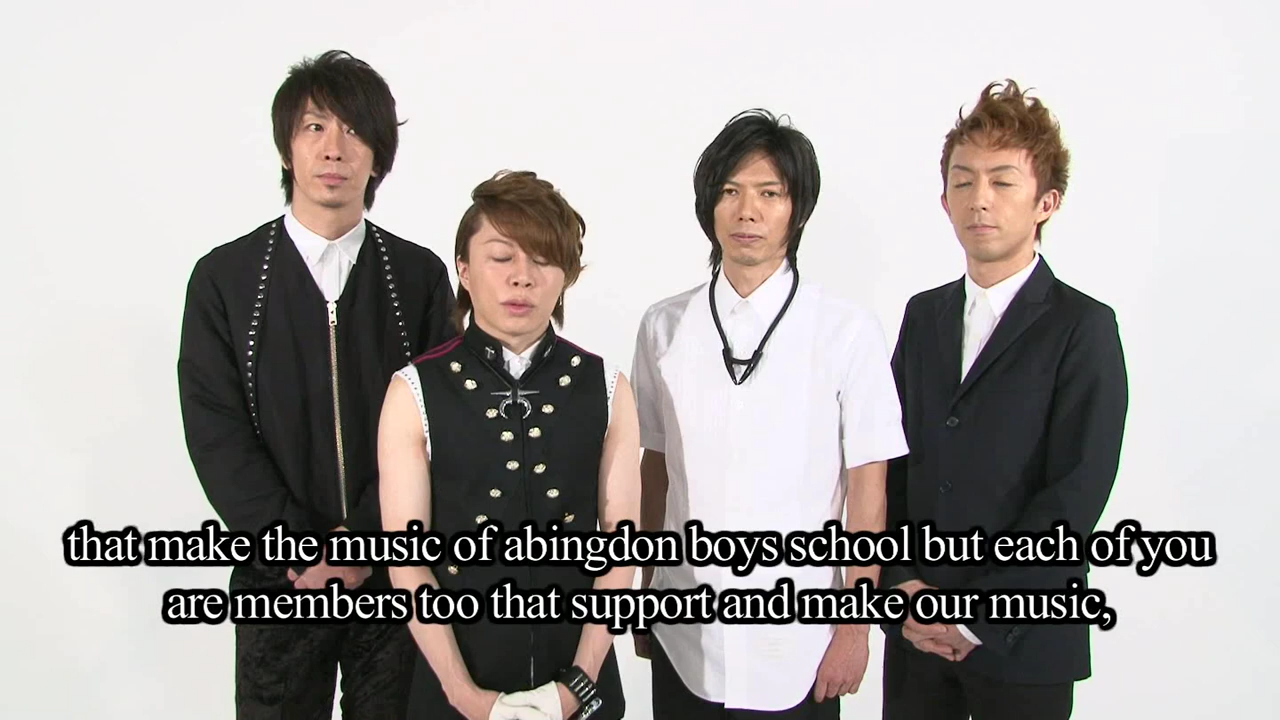 that make the music of abingdon boys school but each of you
are members too that support and make our music,